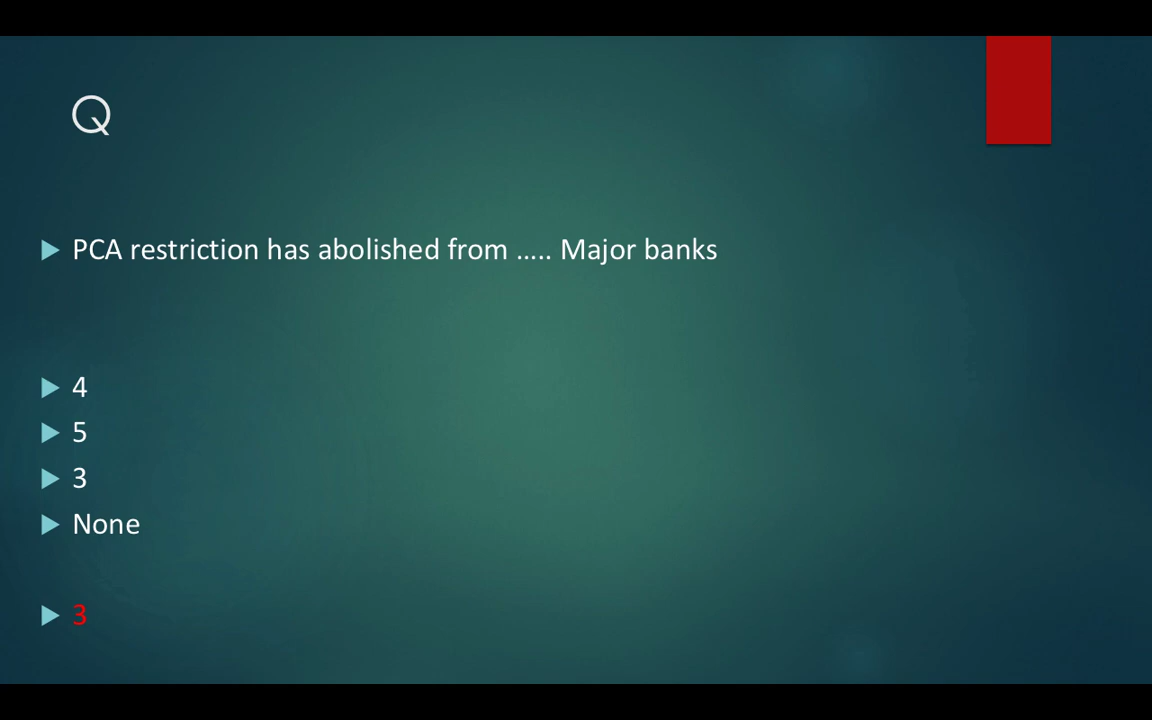 Q
PCA restriction has abolished from ..... Major banks
4
5
3
None
3